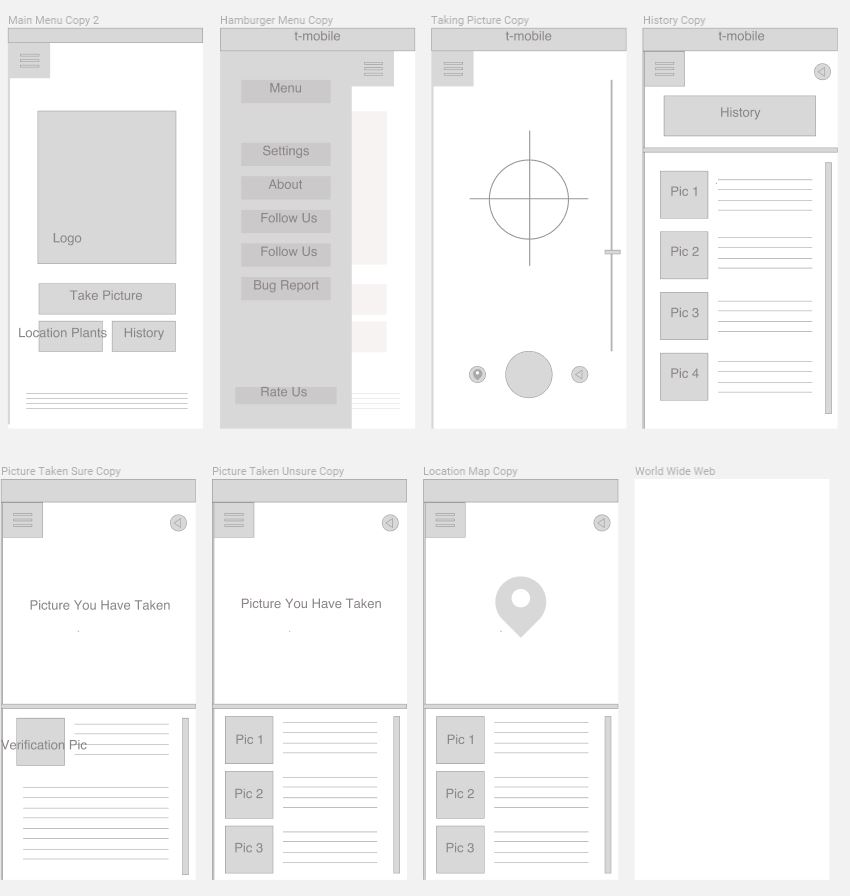 Main Menu Copy 2
Hamburger Menu Copy
Taking Picture Copy
History Copy
Logo
Take Picture
Location Plants
History
t-mobile
Menu
Settings
About
Follow Us
Follow Us
Bug Report
Rate Us
t-mobile
t-mobile
History
Pic 1
Pic 2
Pic 3
Pic 4
Picture Taken Sure Copy
Picture Taken Unsure Copy
Location Map Copy
World Wide Web
Picture You Have Taken
Verification Pic
Picture You Have Taken
Pic 1
Pic 2
Pic 3
Pic 1
Pic 2
Pic 3